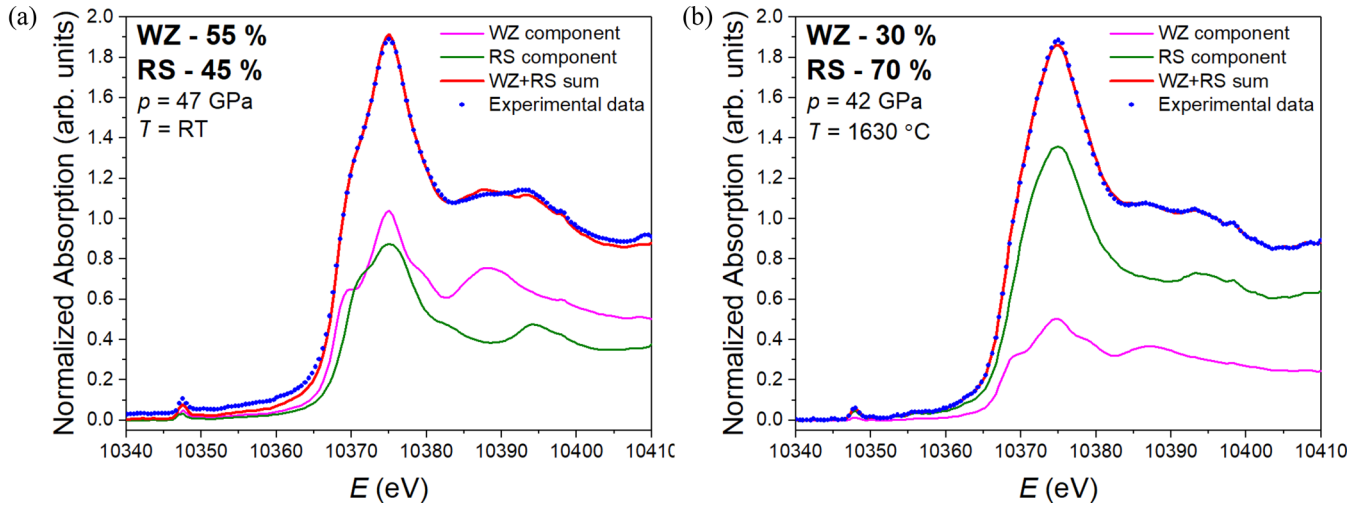 (a)
WZ - 55 %
RS - 45 %
p = 47 GPa
T = RT
WZ component
RS component
WZ+RS sum
Experimental data
Normalized Absorption (arb. units)
2.0
1.8
1.6
1.4
1.2
1.0
0.8
0.6
0.4
0.2
0.0
10340 10350 10360 10370 10380 10390 10400 10410
E (eV)
(b)
WZ - 30 %
RS - 70 %
p = 42 GPa
T = 1630 °C
WZ component
RS component
WZ+RS sum
Experimental data
Normalized Absorption (arb. units)
2.0
1.8
1.6
1.4
1.2
1.0
0.8
0.6
0.4
0.2
0.0
10340 10350 10360 10370 10380 10390 10400 10410
E (eV)